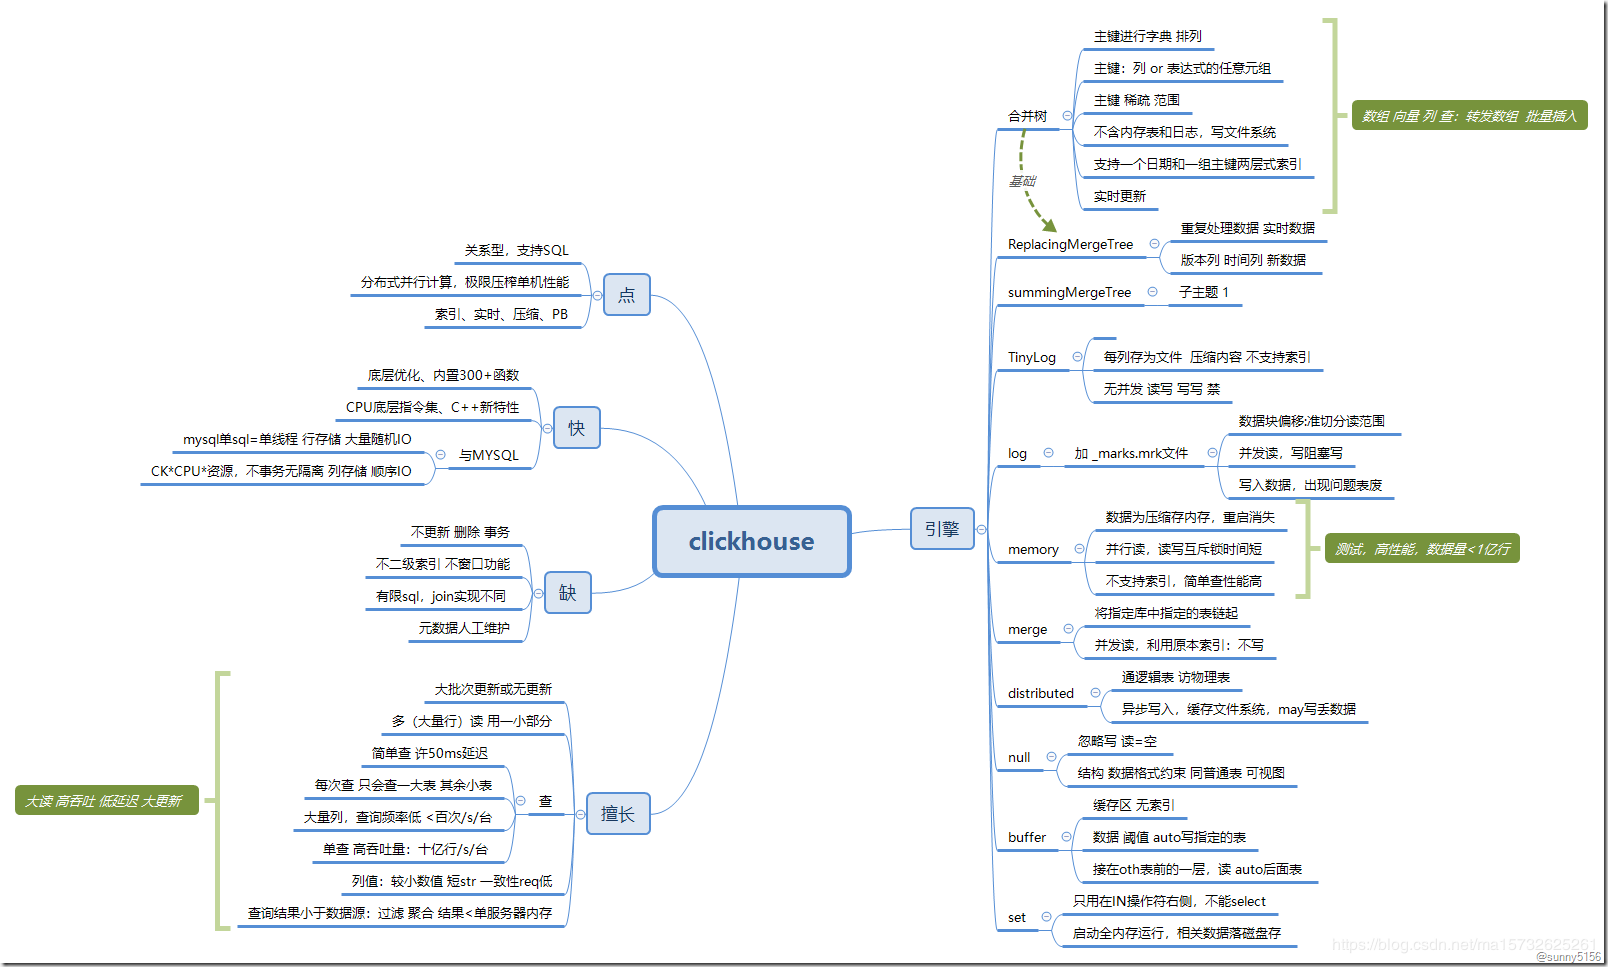 clickhouse
点
关系型，支持SQL
分布式并行计算，极限压榨单机性能
索引、实时、压缩、PB
快
底层优化、内置300+函数
CPU底层指令集、C++新特性
与MYSQL
mysql单sql=单线程 行存储 大量随机IO
CK*CPU*资源，不事务无隔离 列存储 顺序IO
缺
不更新 删除 事务
不二级索引 不窗口功能
有限sql，join实现不同
元数据人工维护
擅长
大批次更新或无更新
多（大量行）读 用一小部分
查
简单查 许50ms延迟
每次查 只会查一大表 其余小表
大量列，查询频率低 <百次/s/台
单查 高吞吐量：十亿行/s/台
列值：较小数值 短str 一致性req低
查询结果小于数据源：过滤 聚合 结果<单服务器内存
大读 高吞吐 低延迟 大更新
引擎
合并树
主键进行字典 排列
主键：列 or 表达式的任意元组
主键 稀疏 范围
不含内存表和日志，写文件系统
支持一个日期和一组主键两层式索引
实时更新
数组 向量 列 查：转发数组 批量插入
基础
ReplacingMergeTree
重复处理数据 实时数据
版本列 时间列 新数据
summingMergeTree
子主题 1
TinyLog
每列存为文件 压缩内容 不支持索引
无并发 读写 写写 禁
log
加 _marks.mrk文件
数据块偏移:准切分读范围
并发读，写阻塞写
写入数据，出现问题表废
memory
数据为压缩存内存，重启消失
并行读，读写互斥锁时间短
不支持索引，简单查性能高
测试，高性能，数据量<1亿行
merge
将指定库中指定的表链起
并发读，利用原本索引：不写
distributed
通逻辑表 访物理表
异步写入，缓存文件系统，may写丢数据
null
忽略写 读=空
结构 数据格式约束 同普通表 可视图
buffer
缓存区 无索引
数据 阈值 auto写指定的表
接在oth表前的一层，读 auto后面表
set
只用在IN操作符右侧，不能select
启动全内存运行，相关数据落磁盘存
https://blog.csdn.net/ma15732625261
@sunny5156